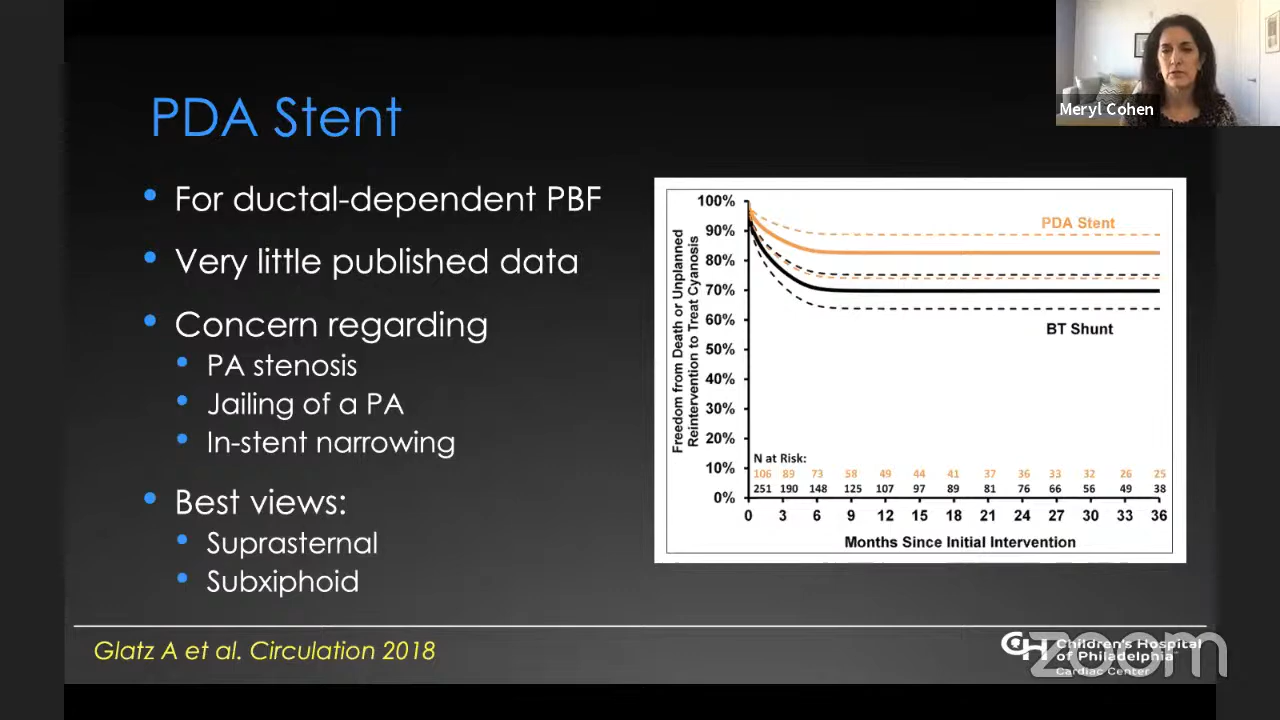 Meryl Cohen
PDA Stent
• For ductal-dependent PBF
• Very little published data
• Concern regarding
• PA stenosis
• Jailing of a PA
• In-stent narrowing
• Best views:
• Suprasternal
• Subxiphoid
Freedom from Death or Unplanned
Reintervention to Treat Cyanosis
100%
90%
80%
70%
60%
50%
40%
30%
20%
10%
0%
PDA Stent
BT Shunt
N at Risk:
106 89 73 58 49 44 41 37 36 33 32 26 25
251 190 148 125 107 97 89 81 76 66 56 49 38
0 3 6 9 12 15 18 21 24 27 30 33 36
Months Since Initial Intervention
Glatz A et al. Circulation 2018
CH Children's Hospital
of Philadelphia
Cardiac Center
zoom